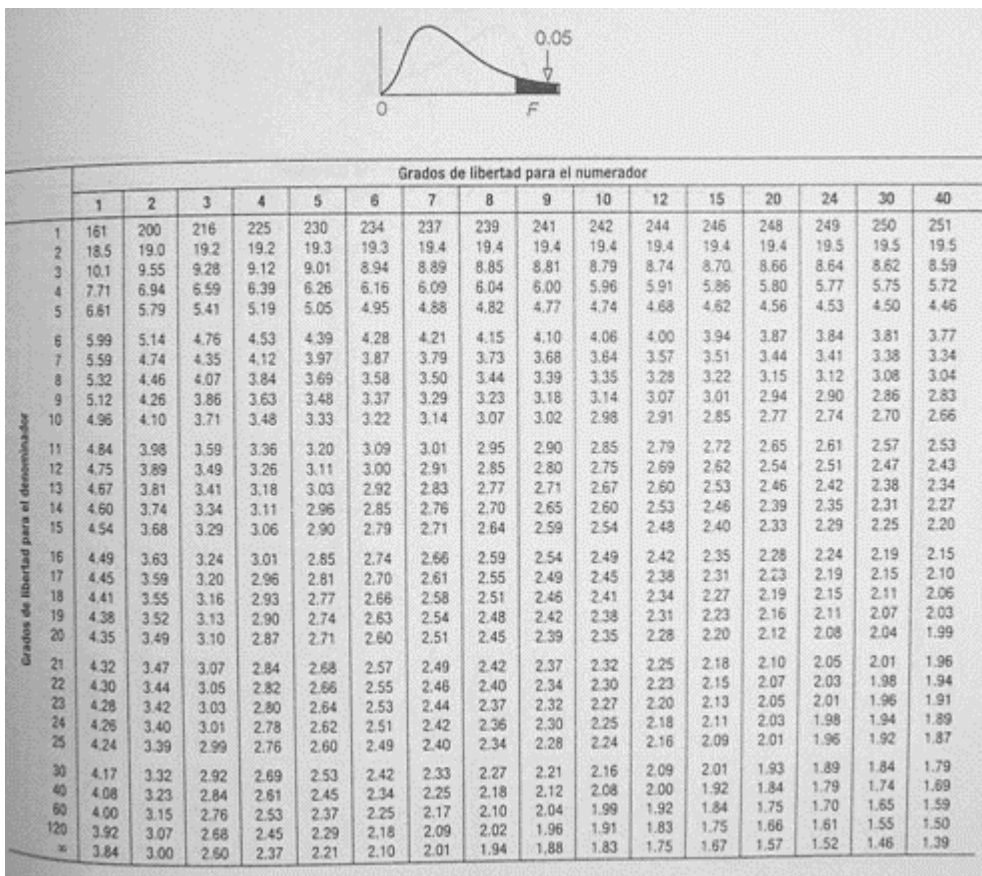 0.05
0
F
Grados de libertad para el numerador
1 2 3 4 5 6 7 8 9 10 12 15 20 24 30 40
Grados de libertad para el denominador
1 161 200 216 225 230 234 237 239 241 242 244 246 248 249 250 251
2 18.5 19.0 19.2 19.2 19.3 19.3 19.4 19.4 19.4 19.4 19.4 19.4 19.4 19.5 19.5 19.5
3 10.1 9.55 9.28 9.12 9.01 8.94 8.89 8.85 8.81 8.79 8.74 8.70 8.66 8.64 8.62 8.59
4 7.71 6.94 6.59 6.39 6.26 6.16 6.09 6.04 6.00 5.96 5.91 5.86 5.80 5.77 5.75 5.72
5 6.61 5.79 5.41 5.19 5.05 4.95 4.88 4.82 4.77 4.74 4.68 4.62 4.56 4.53 4.50 4.46
6 5.99 5.14 4.76 4.53 4.39 4.28 4.21 4.15 4.10 4.06 4.00 3.94 3.87 3.84 3.81 3.77
7 5.59 4.74 4.35 4.12 3.97 3.87 3.79 3.73 3.68 3.64 3.57 3.51 3.44 3.41 3.38 3.34
8 5.32 4.46 4.07 3.84 3.69 3.58 3.50 3.44 3.39 3.35 3.28 3.22 3.15 3.12 3.08 3.04
9 5.12 4.26 3.86 3.63 3.48 3.37 3.29 3.23 3.18 3.14 3.07 3.01 2.94 2.90 2.86 2.83
10 4.96 4.10 3.71 3.48 3.33 3.22 3.14 3.07 3.02 2.98 2.91 2.85 2.77 2.74 2.70 2.66
11 4.84 3.98 3.59 3.36 3.20 3.09 3.01 2.95 2.90 2.85 2.79 2.72 2.65 2.61 2.57 2.53
12 4.75 3.89 3.49 3.26 3.11 3.00 2.91 2.85 2.80 2.75 2.69 2.62 2.54 2.51 2.47 2.43
13 4.67 3.81 3.41 3.18 3.03 2.92 2.83 2.77 2.71 2.67 2.60 2.53 2.46 2.42 2.38 2.34
14 4.60 3.74 3.34 3.11 2.96 2.85 2.76 2.70 2.65 2.60 2.53 2.46 2.39 2.35 2.31 2.27
15 4.54 3.68 3.29 3.06 2.90 2.79 2.71 2.64 2.59 2.54 2.48 2.40 2.33 2.29 2.25 2.20
16 4.49 3.63 3.24 3.01 2.85 2.74 2.66 2.59 2.54 2.49 2.42 2.35 2.28 2.24 2.19 2.15
17 4.45 3.59 3.20 2.96 2.81 2.70 2.61 2.55 2.49 2.45 2.38 2.31 2.23 2.19 2.15 2.10
18 4.41 3.55 3.16 2.93 2.77 2.66 2.58 2.51 2.46 2.41 2.34 2.27 2.19 2.15 2.11 2.06
19 4.38 3.52 3.13 2.90 2.74 2.63 2.54 2.48 2.42 2.38 2.31 2.23 2.16 2.11 2.07 2.03
20 4.35 3.49 3.10 2.87 2.71 2.60 2.51 2.45 2.39 2.35 2.28 2.20 2.12 2.08 2.04 1.99
21 4.32 3.47 3.07 2.84 2.68 2.57 2.49 2.42 2.37 2.32 2.25 2.18 2.10 2.05 2.01 1.96
22 4.30 3.44 3.05 2.82 2.66 2.55 2.46 2.40 2.34 2.30 2.23 2.15 2.07 2.03 1.98 1.94
23 4.28 3.42 3.03 2.80 2.64 2.53 2.44 2.37 2.32 2.27 2.20 2.13 2.05 2.01 1.96 1.91
24 4.26 3.40 3.01 2.78 2.62 2.51 2.42 2.36 2.30 2.25 2.18 2.11 2.03 1.98 1.94 1.89
25 4.24 3.39 2.99 2.76 2.60 2.49 2.40 2.34 2.28 2.24 2.16 2.09 2.01 1.96 1.92 1.87
30 4.17 3.32 2.92 2.69 2.53 2.42 2.33 2.27 2.21 2.16 2.09 2.01 1.93 1.89 1.84 1.79
40 4.08 3.23 2.84 2.61 2.45 2.34 2.25 2.18 2.12 2.08 2.00 1.92 1.84 1.79 1.74 1.69
60 4.00 3.15 2.76 2.53 2.37 2.25 2.17 2.10 2.04 1.99 1.92 1.84 1.75 1.70 1.65 1.59
120 3.92 3.07 2.68 2.45 2.29 2.18 2.09 2.02 1.96 1.91 1.83 1.75 1.66 1.61 1.55 1.50
∞ 3.84 3.00 2.60 2.37 2.21 2.10 2.01 1.94 1.88 1.83 1.75 1.67 1.57 1.52 1.46 1.39